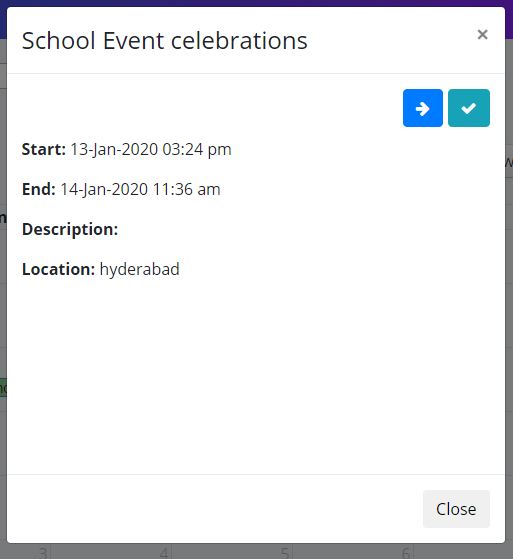 School Event celebrations
×
Start: 13-Jan-2020 03:24 pm
End: 14-Jan-2020 11:36 am
Description:
Location: hyderabad
Close
3 4 5 6